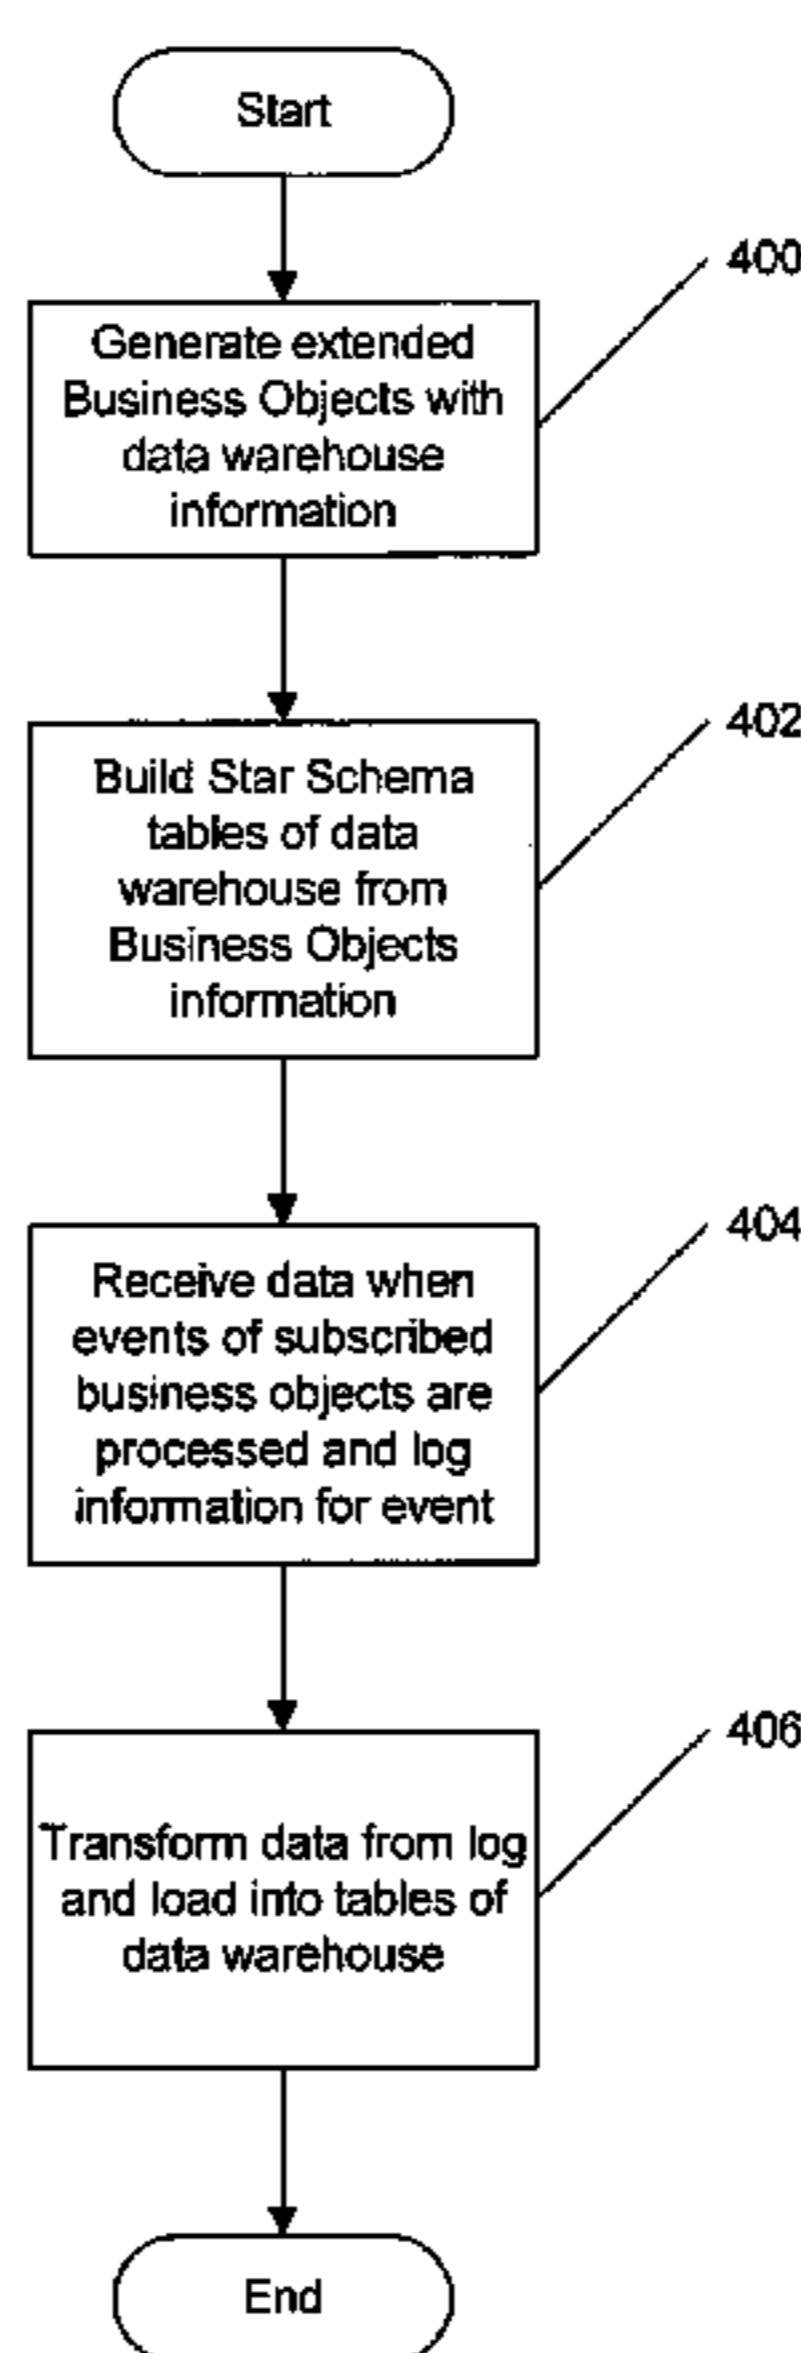 Start
400
Generate extended
Business Objects with
data warehouse
information
402
Build Star Schema
tables of data
warehouse from
Business Objects
information
404
Receive data when
events of subscribed
business objects are
processed and log
information for event
406
Transform data from log
and load into tables of
data warehouse
End